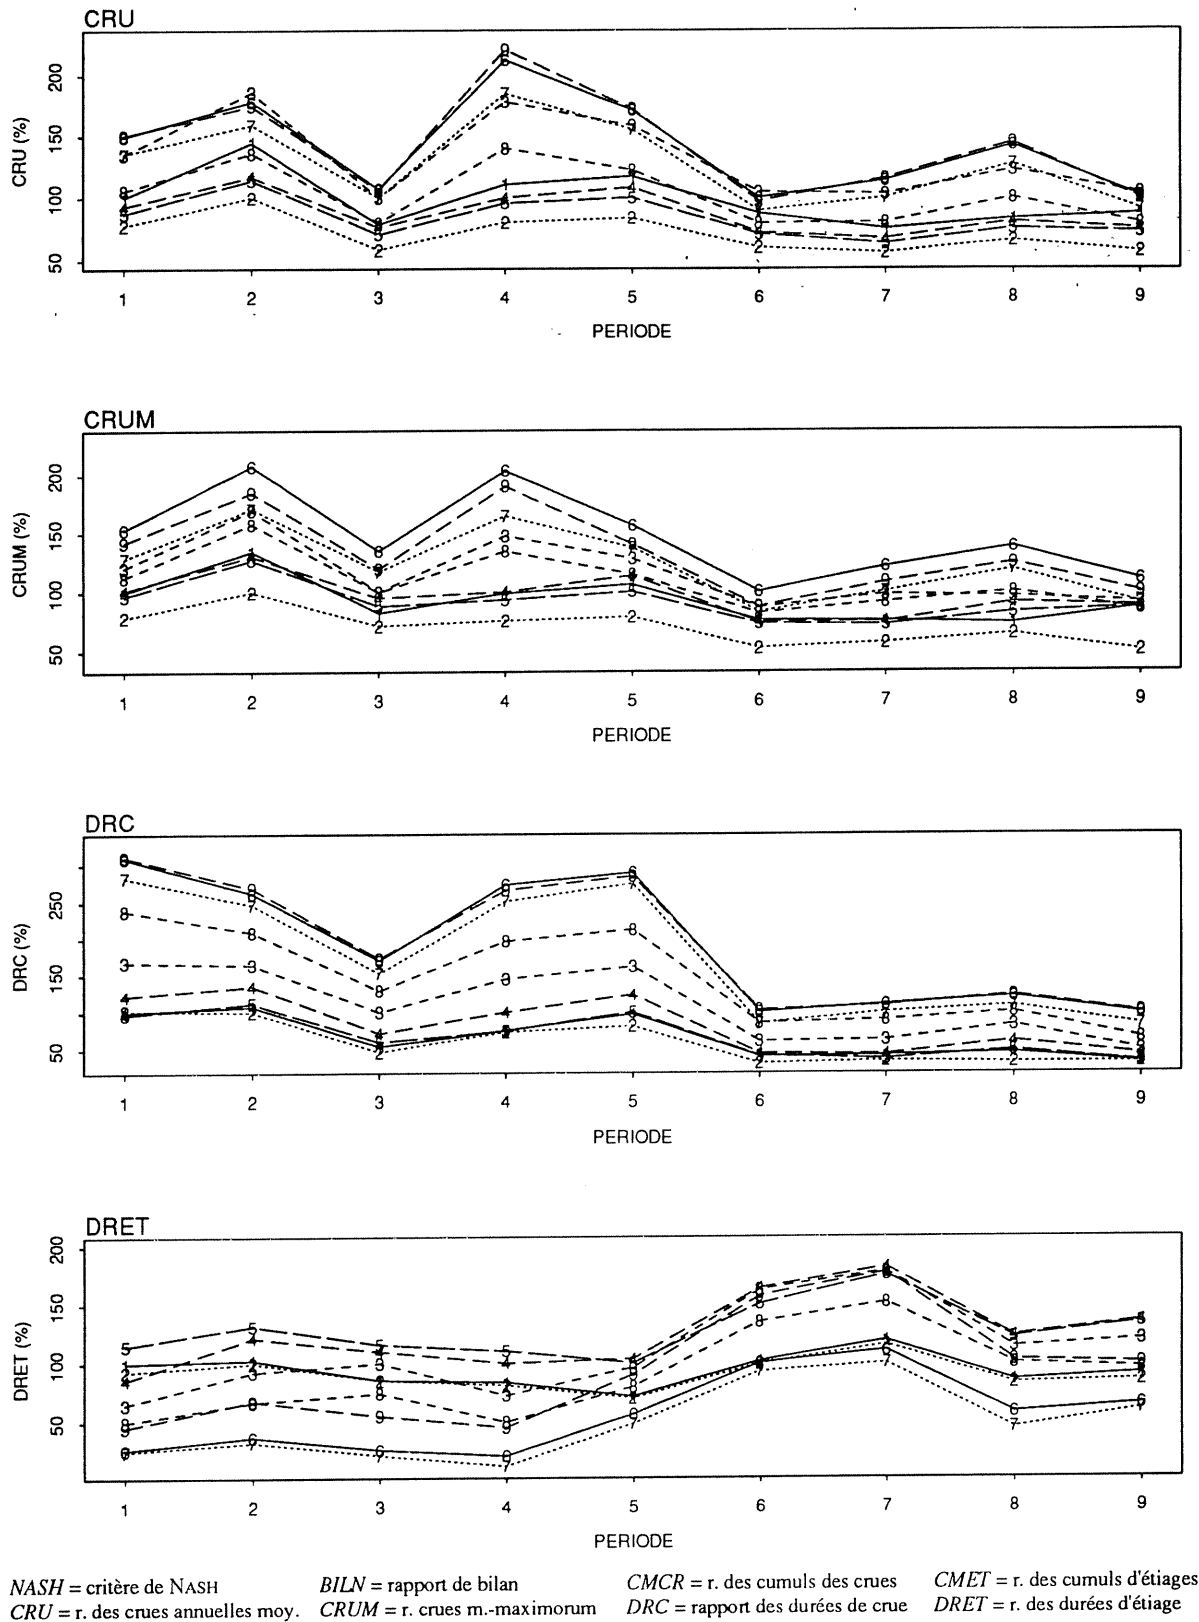 CRU
CRU (%)
200
150
100
50
1 2 3 4 5 6 7 8 9
PERIODE
CRUM
CRUM (%)
200
150
100
50
1 2 3 4 5 6 7 8 9
PERIODE
DRC
DRC (%)
250
150
50
1 2 3 4 5 6 7 8 9
PERIODE
DRET
DRET (%)
200
150
100
50
1 2 3 4 5 6 7 8 9
PERIODE
NASH = critère de NASH BILN = rapport de bilan CMCR = r. des cumuls des crues CMET = r. des cumuls d'étiages
CRU = r. des crues annuelles moy. CRUM = r. crues m.-maximorum DRC = rapport des durées de crue DRET = r. des durées d'étiage